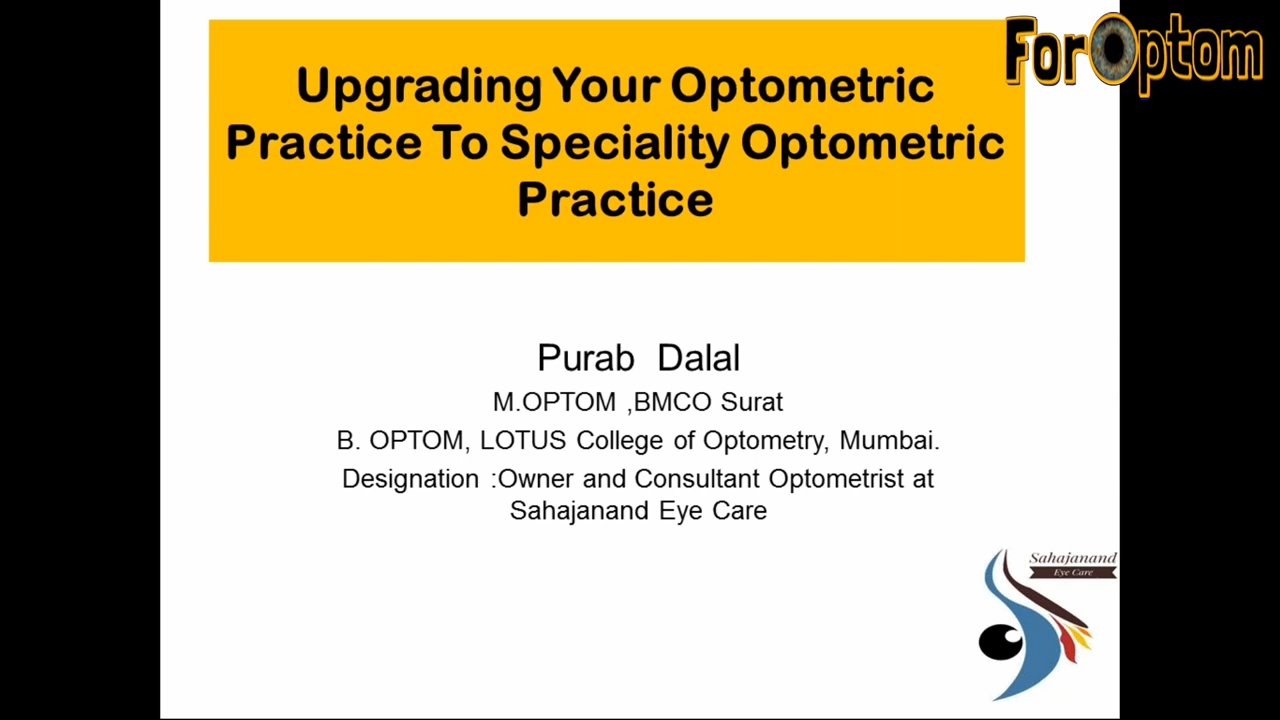 ForOptom
Upgrading Your Optometric
Practice To Speciality Optometric
Practice
Purab Dalal
M.OPTOM ,BMCO Surat
B. OPTOM, LOTUS College of Optometry, Mumbai.
Designation :Owner and Consultant Optometrist at
Sahajanand Eye Care
Sahajanand
Eye Care